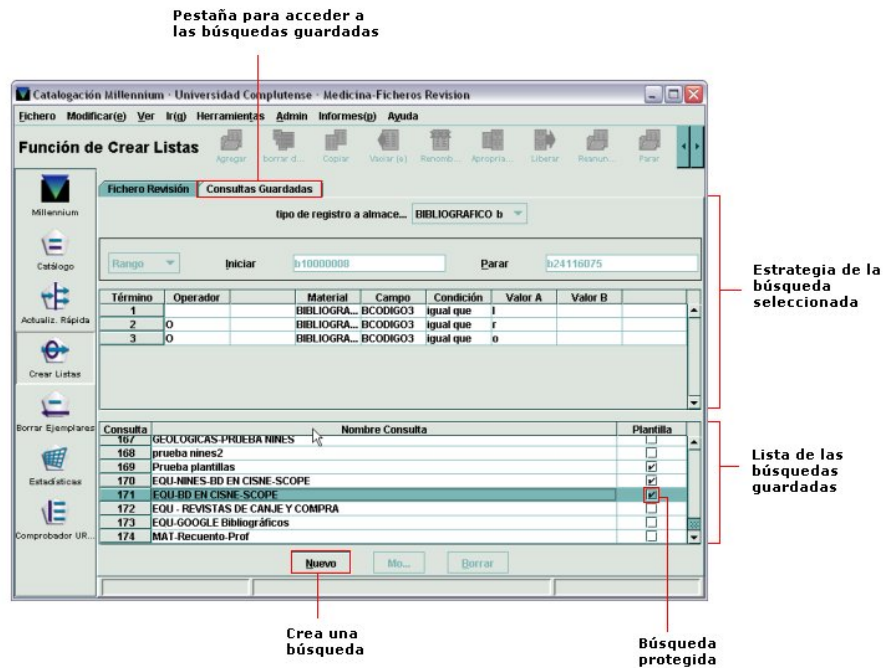 Pestaña para acceder a
las búsquedas guardadas
Catalogación Millennium · Universidad Complutense · Medicina-Ficheros Revision
Fichero Modificar(e) Ver Ir(g) Herramientas Admin Informes(p) Ayuda
Función de Crear Listas
Agregar borrar d... Copiar Vaciar (e) Renomb... Apropria... Liberar Reanun... Parar
Millennium
Catálogo
Actualiz. Rápida
Crear Listas
Borrar Ejemplares
Estadísticas
Comprobador UR...
Fichero Revisión Consultas Guardadas
tipo de registro a almace... BIBLIOGRAFICO b
Rango Iniciar b10000000 Parar b24116075
Término Operador Material Campo Condición Valor A Valor B
1 BIBLIOGRA... BCODIGO3 igual que l
2 O BIBLIOGRA... BCODIGO3 igual que r
3 O BIBLIOGRA... BCODIGO3 igual que o
Estrategia de la
búsqueda
seleccionada
Consulta Nombre Consulta Plantilla
167 GEOLOGICAS-PRUEBA NINES
168 prueba nines2
169 Prueba plantillas
170 EQU-NINES-BD EN CISNE-SCOPE
171 EQU-BD EN CISNE-SCOPE
172 EQU - REVISTAS DE CANJE Y COMPRA
173 EQU-GOOGLE Bibliográficos
174 MAT-Recuento-Prof
Lista de las
búsquedas
guardadas
Nuevo Mo... Borrar
Crea una
búsqueda
Búsqueda
protegida